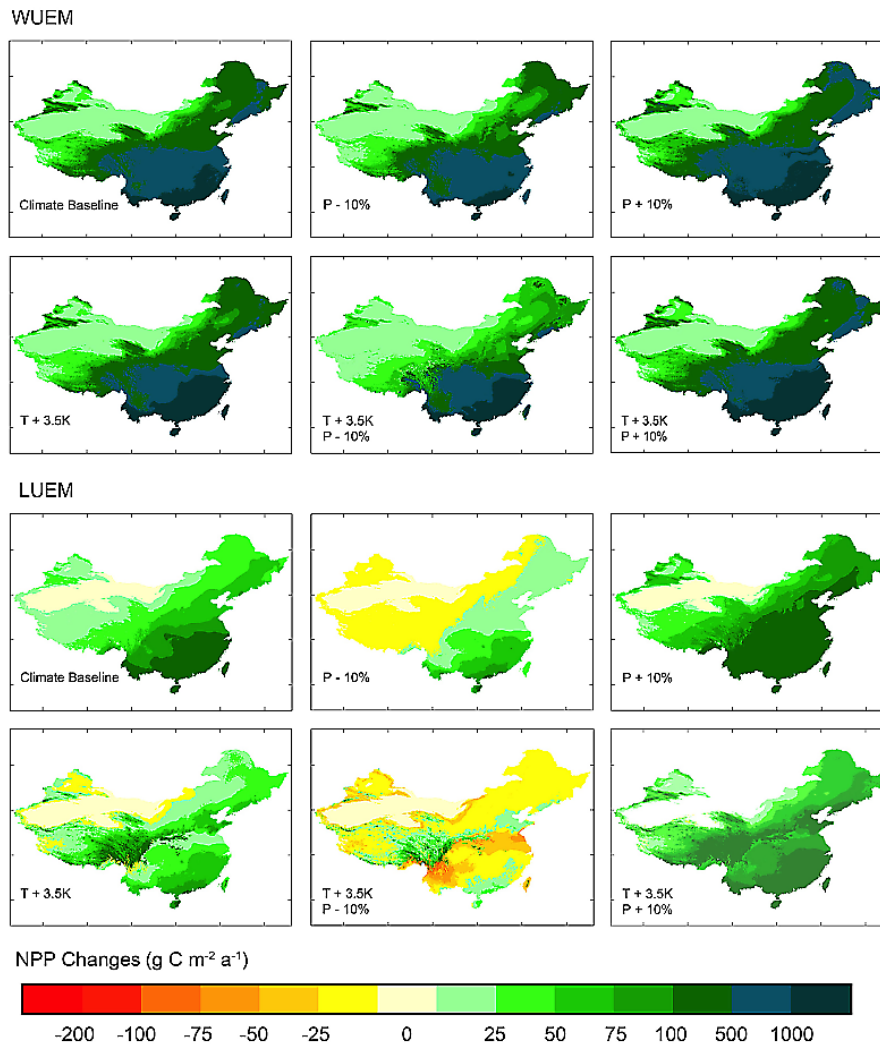 WUEM
Climate Baseline
P - 10%
P + 10%
T + 3.5K
T + 3.5K
P - 10%
T + 3.5K
P + 10%
LUEM
Climate Baseline
P - 10%
P + 10%
T + 3.5K
T + 3.5K
P - 10%
T + 3.5K
P + 10%
NPP Changes (g C m⁻² a⁻¹)
-200 -100 -75 -50 -25 0 25 50 75 100 500 1000